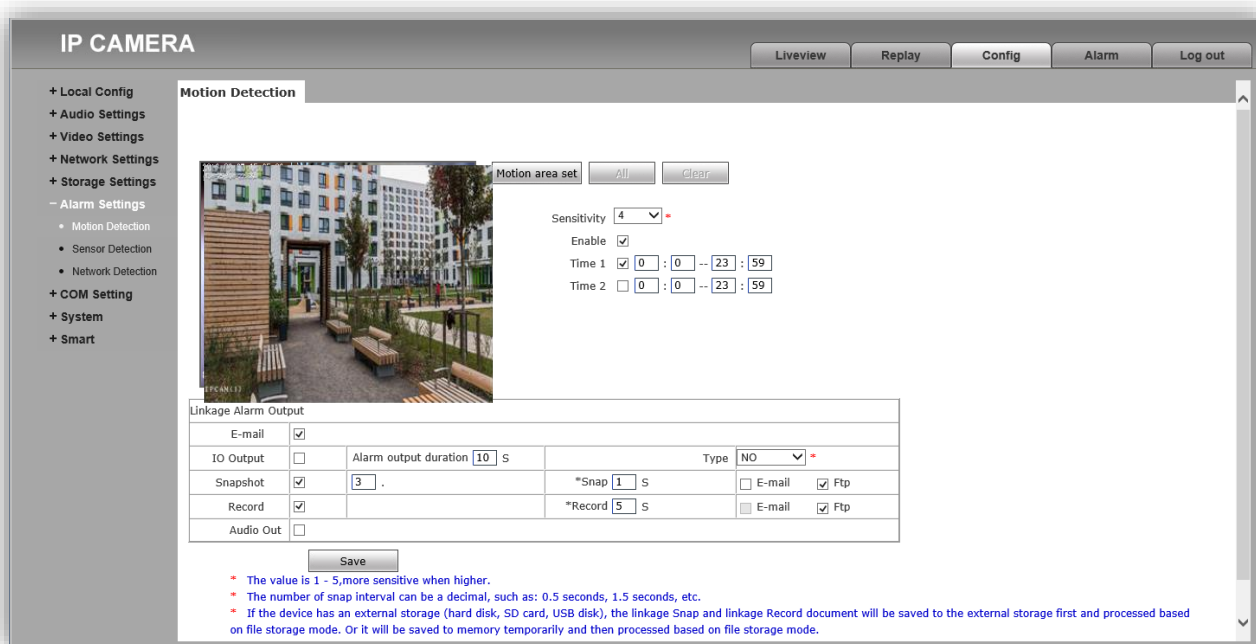 IP CAMERA
Liveview Replay Config Alarm Log out
+ Local Config
+ Audio Settings
+ Video Settings
+ Network Settings
+ Storage Settings
− Alarm Settings
• Motion Detection
• Sensor Detection
• Network Detection
+ COM Setting
+ System
+ Smart
Motion Detection
Motion area set All Clear
Sensitivity 4 *
Enable
Time 1 0 : 0 -- 23 : 59
Time 2 0 : 0 -- 23 : 59
IPCAM(S)
Linkage Alarm Output
E-mail
IO Output Alarm output duration 10 S Type NO *
Snapshot 3 . *Snap 1 S E-mail Ftp
Record *Record 5 S E-mail Ftp
Audio Out
Save
* The value is 1 - 5,more sensitive when higher.
* The number of snap interval can be a decimal, such as: 0.5 seconds, 1.5 seconds, etc.
* If the device has an external storage (hard disk, SD card, USB disk), the linkage Snap and linkage Record document will be saved to the external storage first and processed based
on file storage mode. Or it will be saved to memory temporarily and then processed based on file storage mode.